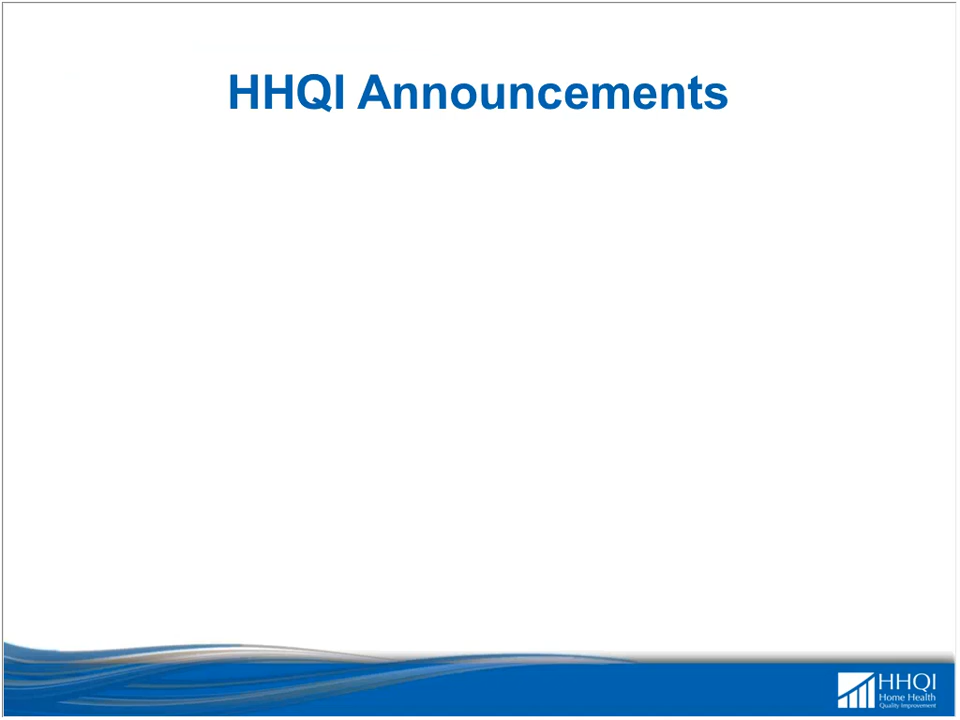 HHQI Announcements
HHQI
Home Health
Quality Improvement